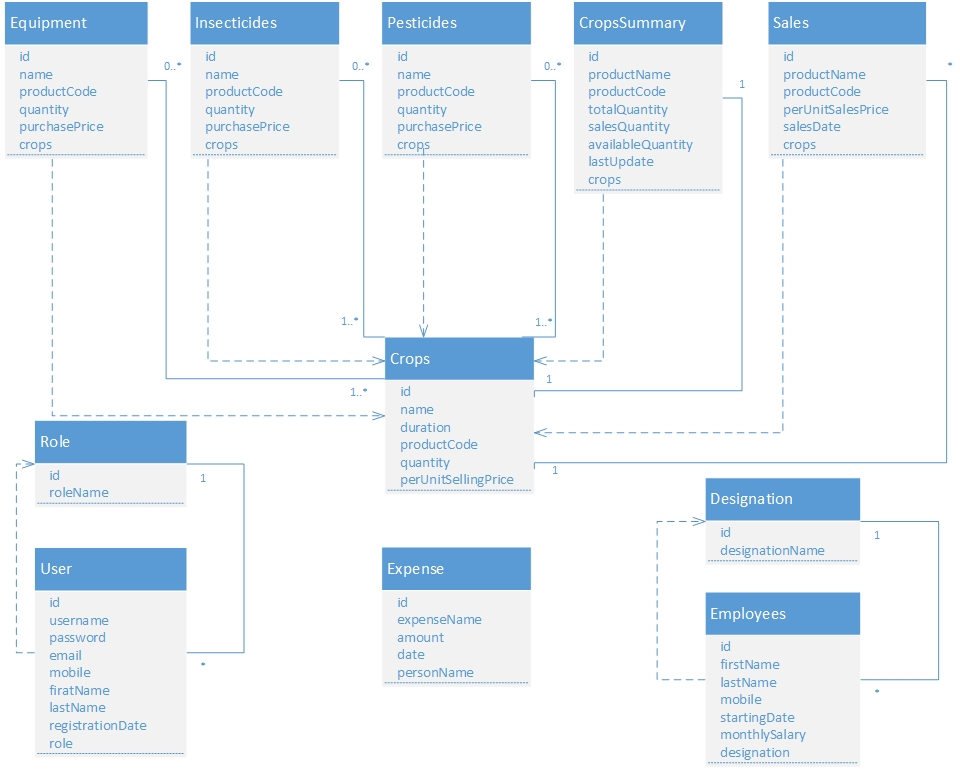 Equipment
id
name
productCode
quantity
purchasePrice
crops
0..*
Insecticides
id
name
productCode
quantity
purchasePrice
crops
0..*
Pesticides
id
name
productCode
quantity
purchasePrice
crops
0..*
CropsSummary
id
productName
productCode
totalQuantity
salesQuantity
availableQuantity
lastUpdate
crops
1
Sales
id
productName
productCode
perUnitSalesPrice
salesDate
crops
*
1..*
1..*
Crops
id
name
duration
productCode
quantity
perUnitSellingPrice
1
1..*
1
Role
id
roleName
1
User
id
username
password
email
mobile
firatName
lastName
registrationDate
role
*
Expense
id
expenseName
amount
date
personName
Designation
id
designationName
1
Employees
id
firstName
lastName
mobile
startingDate
monthlySalary
designation
*